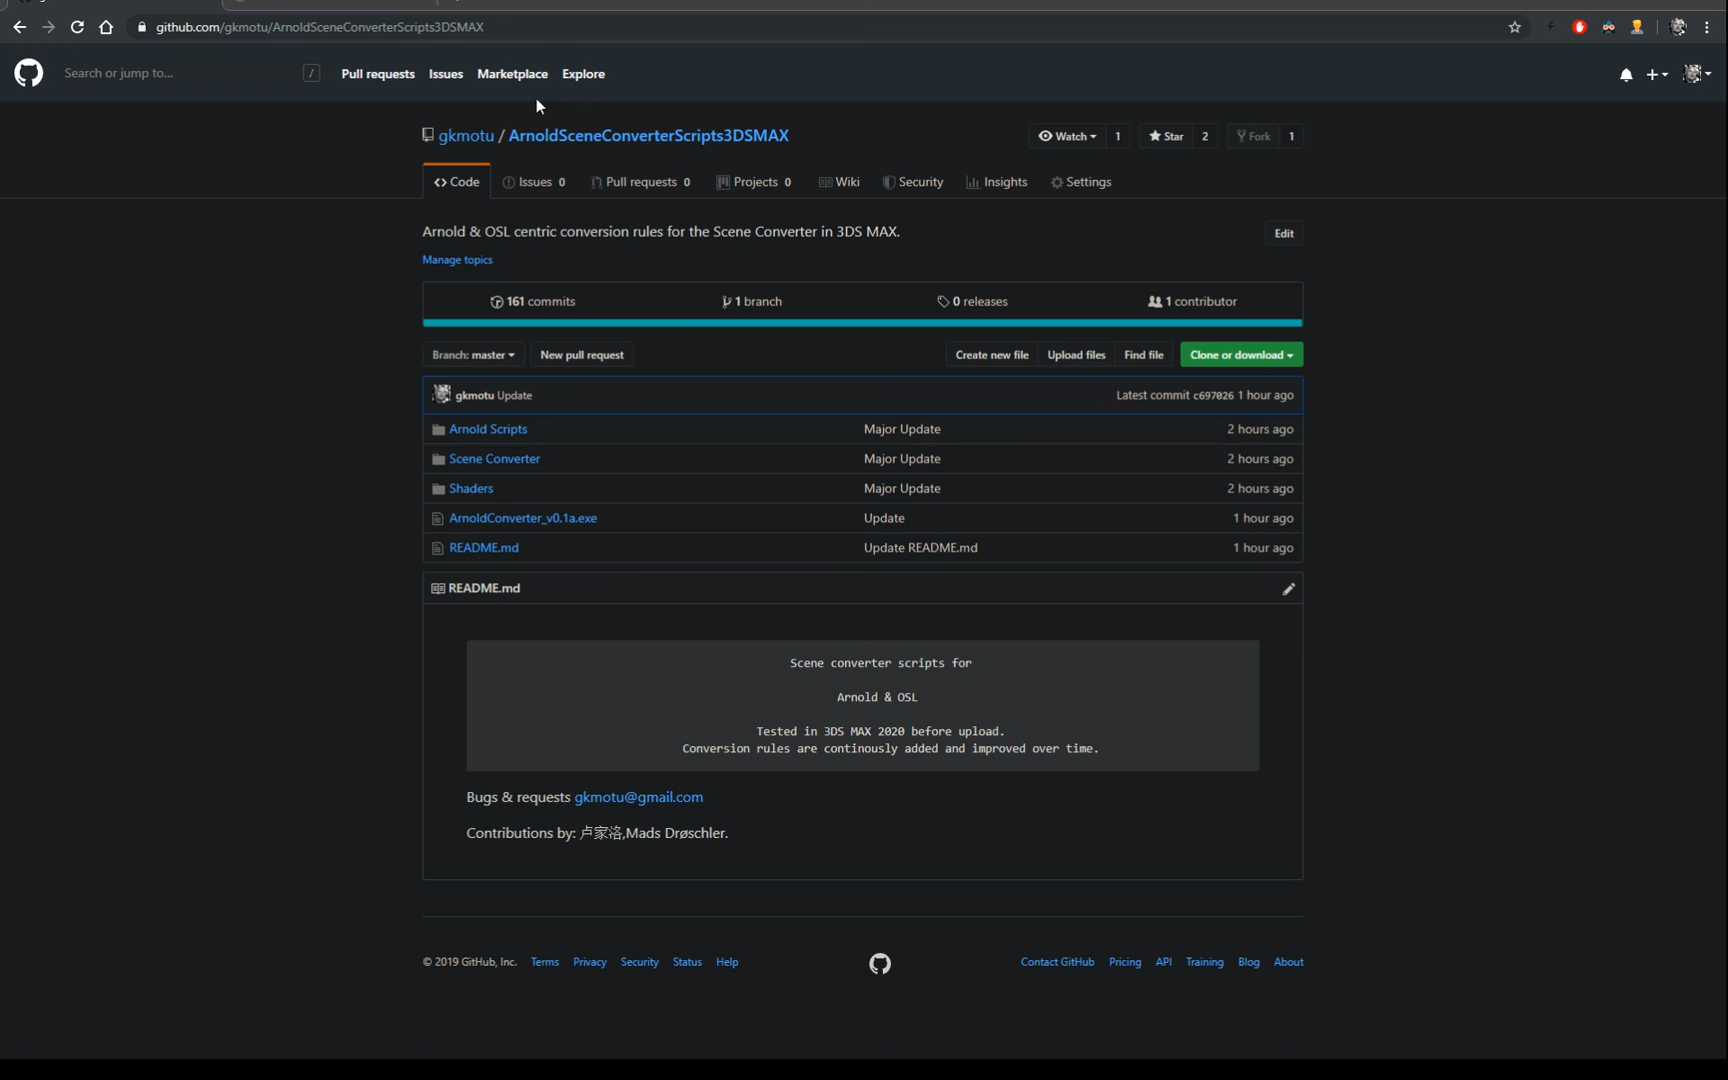 github.com/gkmotu/ArnoldSceneConverterScripts3DSMAX
Search or jump to... /
Pull requests Issues Marketplace Explore
gkmotu / ArnoldSceneConverterScripts3DSMAX
Watch 1 Star 2 Fork 1
Code Issues 0 Pull requests 0 Projects 0 Wiki Security Insights Settings
Arnold & OSL centric conversion rules for the Scene Converter in 3DS MAX.
Edit
Manage topics
161 commits 1 branch 0 releases 1 contributor
Branch: master New pull request Create new file Upload files Find file Clone or download
gkmotu Update Latest commit c697026 1 hour ago
Arnold Scripts Major Update 2 hours ago
Scene Converter Major Update 2 hours ago
Shaders Major Update 2 hours ago
ArnoldConverter_v0.1a.exe Update 1 hour ago
README.md Update README.md 1 hour ago
README.md
Scene converter scripts for
Arnold & OSL
Tested in 3DS MAX 2020 before upload.
Conversion rules are continously added and improved over time.
Bugs & requests gkmotu@gmail.com
Contributions by: 卢家洛,Mads Drøschler.
© 2019 GitHub, Inc. Terms Privacy Security Status Help Contact GitHub Pricing API Training Blog About